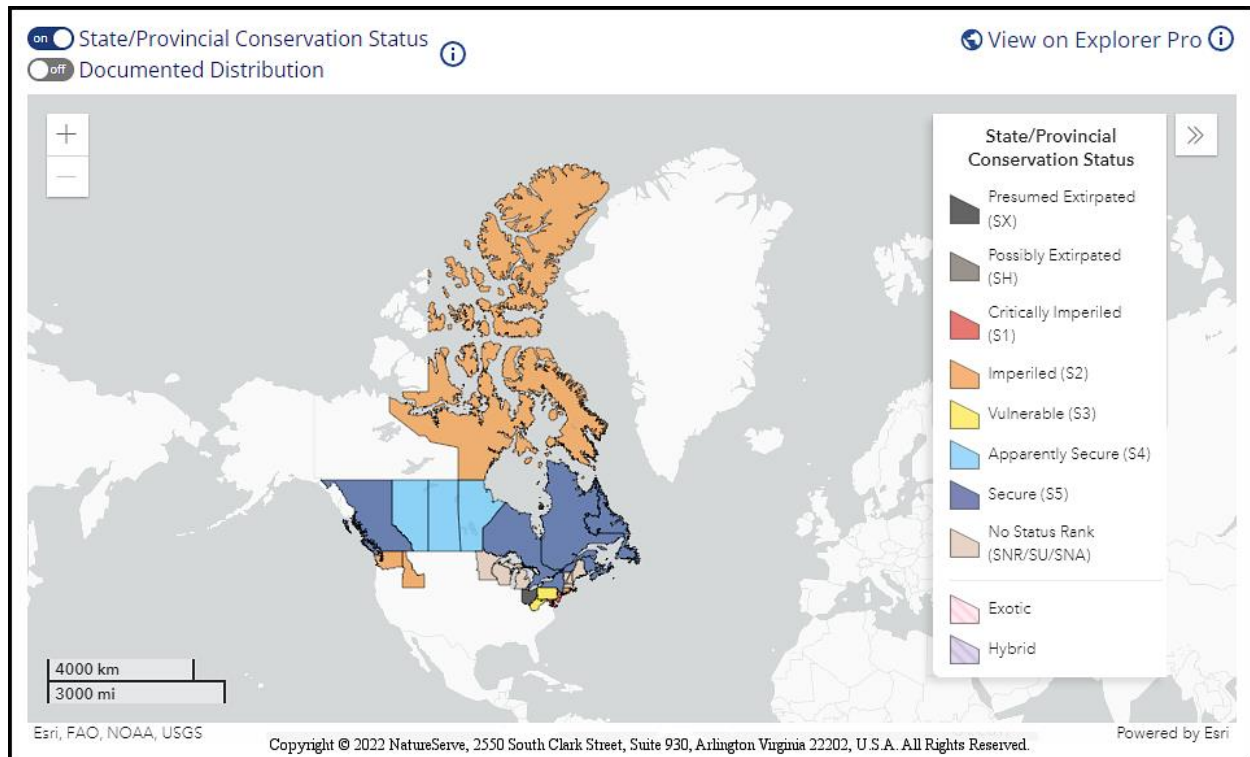 on State/Provincial Conservation Status
off Documented Distribution
View on Explorer Pro
State/Provincial
Conservation Status
Presumed Extirpated
(SX)
Possibly Extirpated
(SH)
Critically Imperiled
(S1)
Imperiled (S2)
Vulnerable (S3)
Apparently Secure (S4)
Secure (S5)
No Status Rank
(SNR/SU/SNA)
Exotic
Hybrid
4000 km
3000 mi
Esri, FAO, NOAA, USGS
Powered by Esri
Copyright © 2022 NatureServe, 2550 South Clark Street, Suite 930, Arlington Virginia 22202, U.S.A. All Rights Reserved.